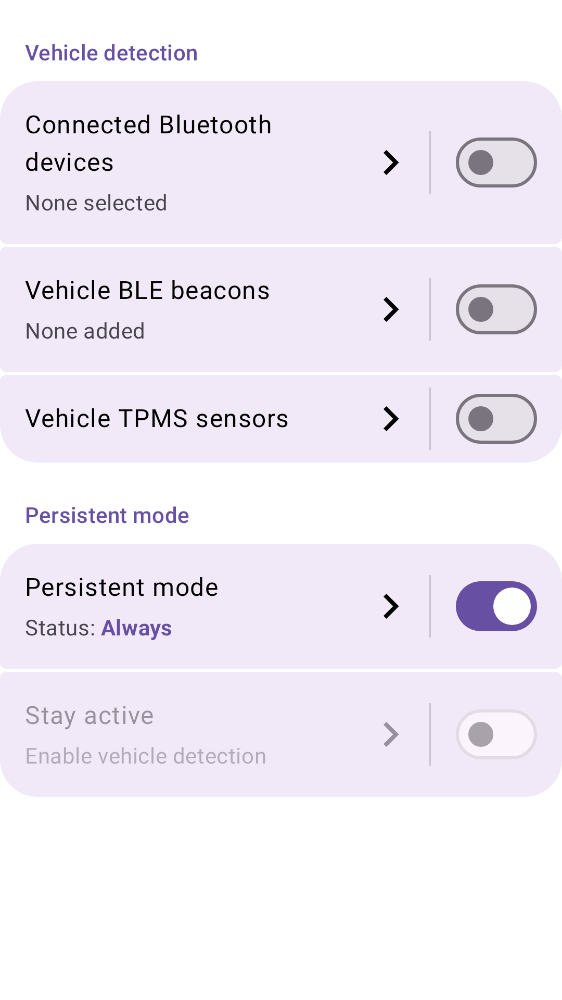 Vehicle detection
Connected Bluetooth
devices
None selected
Vehicle BLE beacons
None added
Vehicle TPMS sensors
Persistent mode
Persistent mode
Status: Always
Stay active
Enable vehicle detection